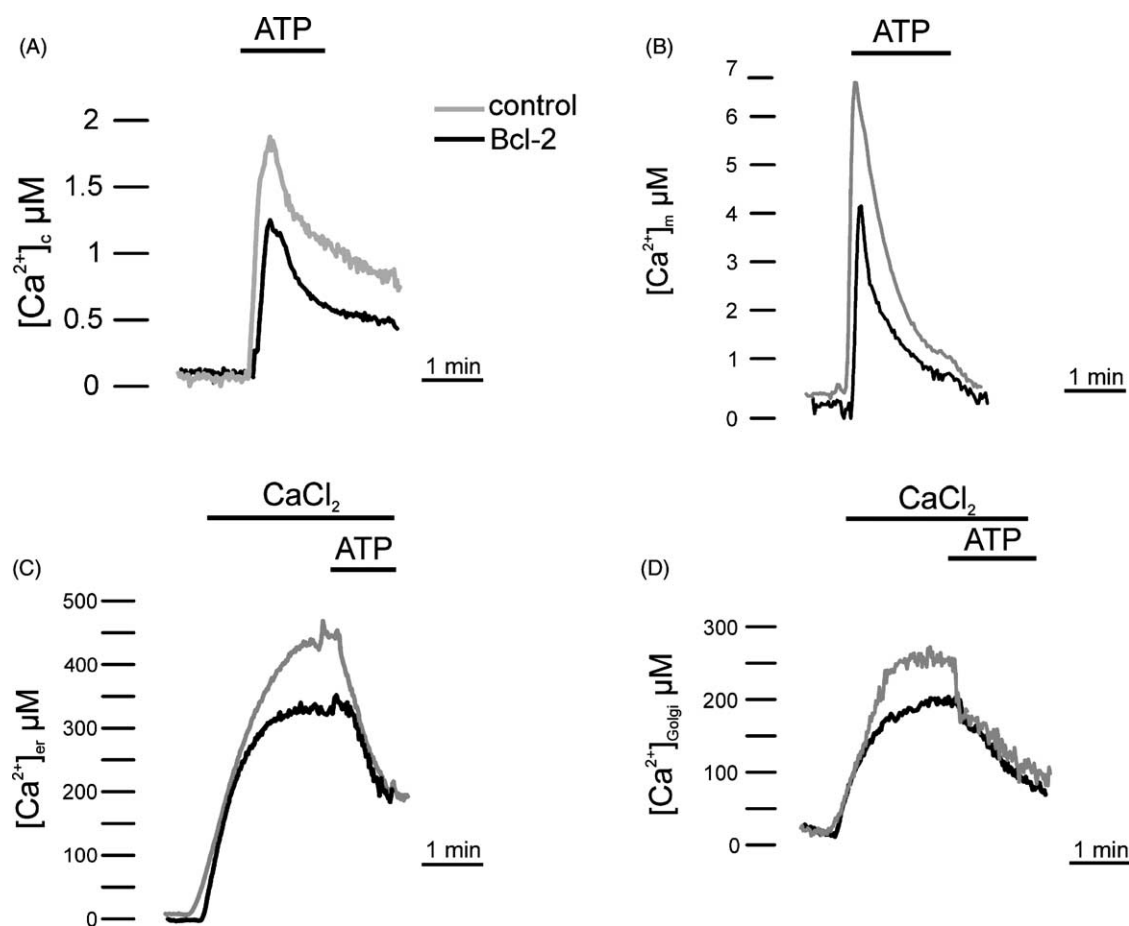 (A)
ATP
control
Bcl-2
[Ca²⁺]c µM
2
1.5
1
0.5
0
1 min
(B)
ATP
[Ca²⁺]m µM
7
6
5
4
3
2
1
0
1 min
(C)
CaCl₂
ATP
[Ca²⁺]er µM
500
400
300
200
100
0
1 min
(D)
CaCl₂
ATP
[Ca²⁺]Golgi µM
300
200
100
0
1 min